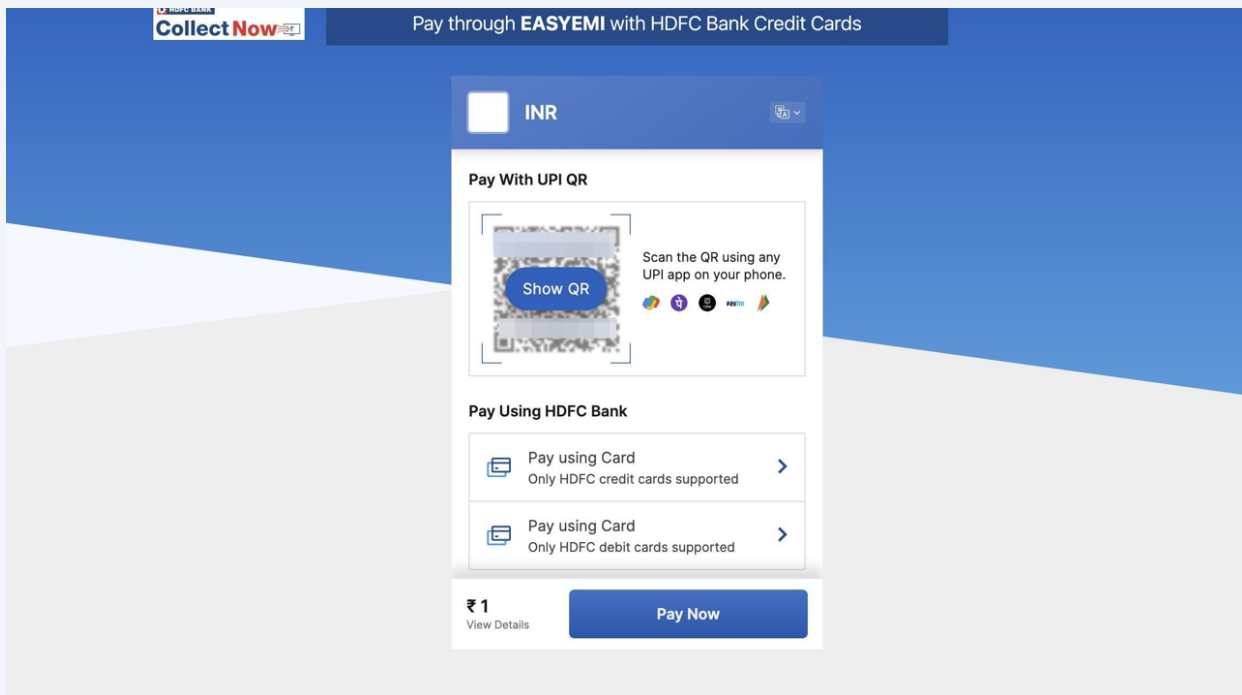 HDFC BANK
Collect Now
Pay through EASYEMI with HDFC Bank Credit Cards
INR
Pay With UPI QR
Show QR
Scan the QR using any
UPI app on your phone.
Paytm
Pay Using HDFC Bank
Pay using Card
Only HDFC credit cards supported
Pay using Card
Only HDFC debit cards supported
₹ 1
View Details
Pay Now